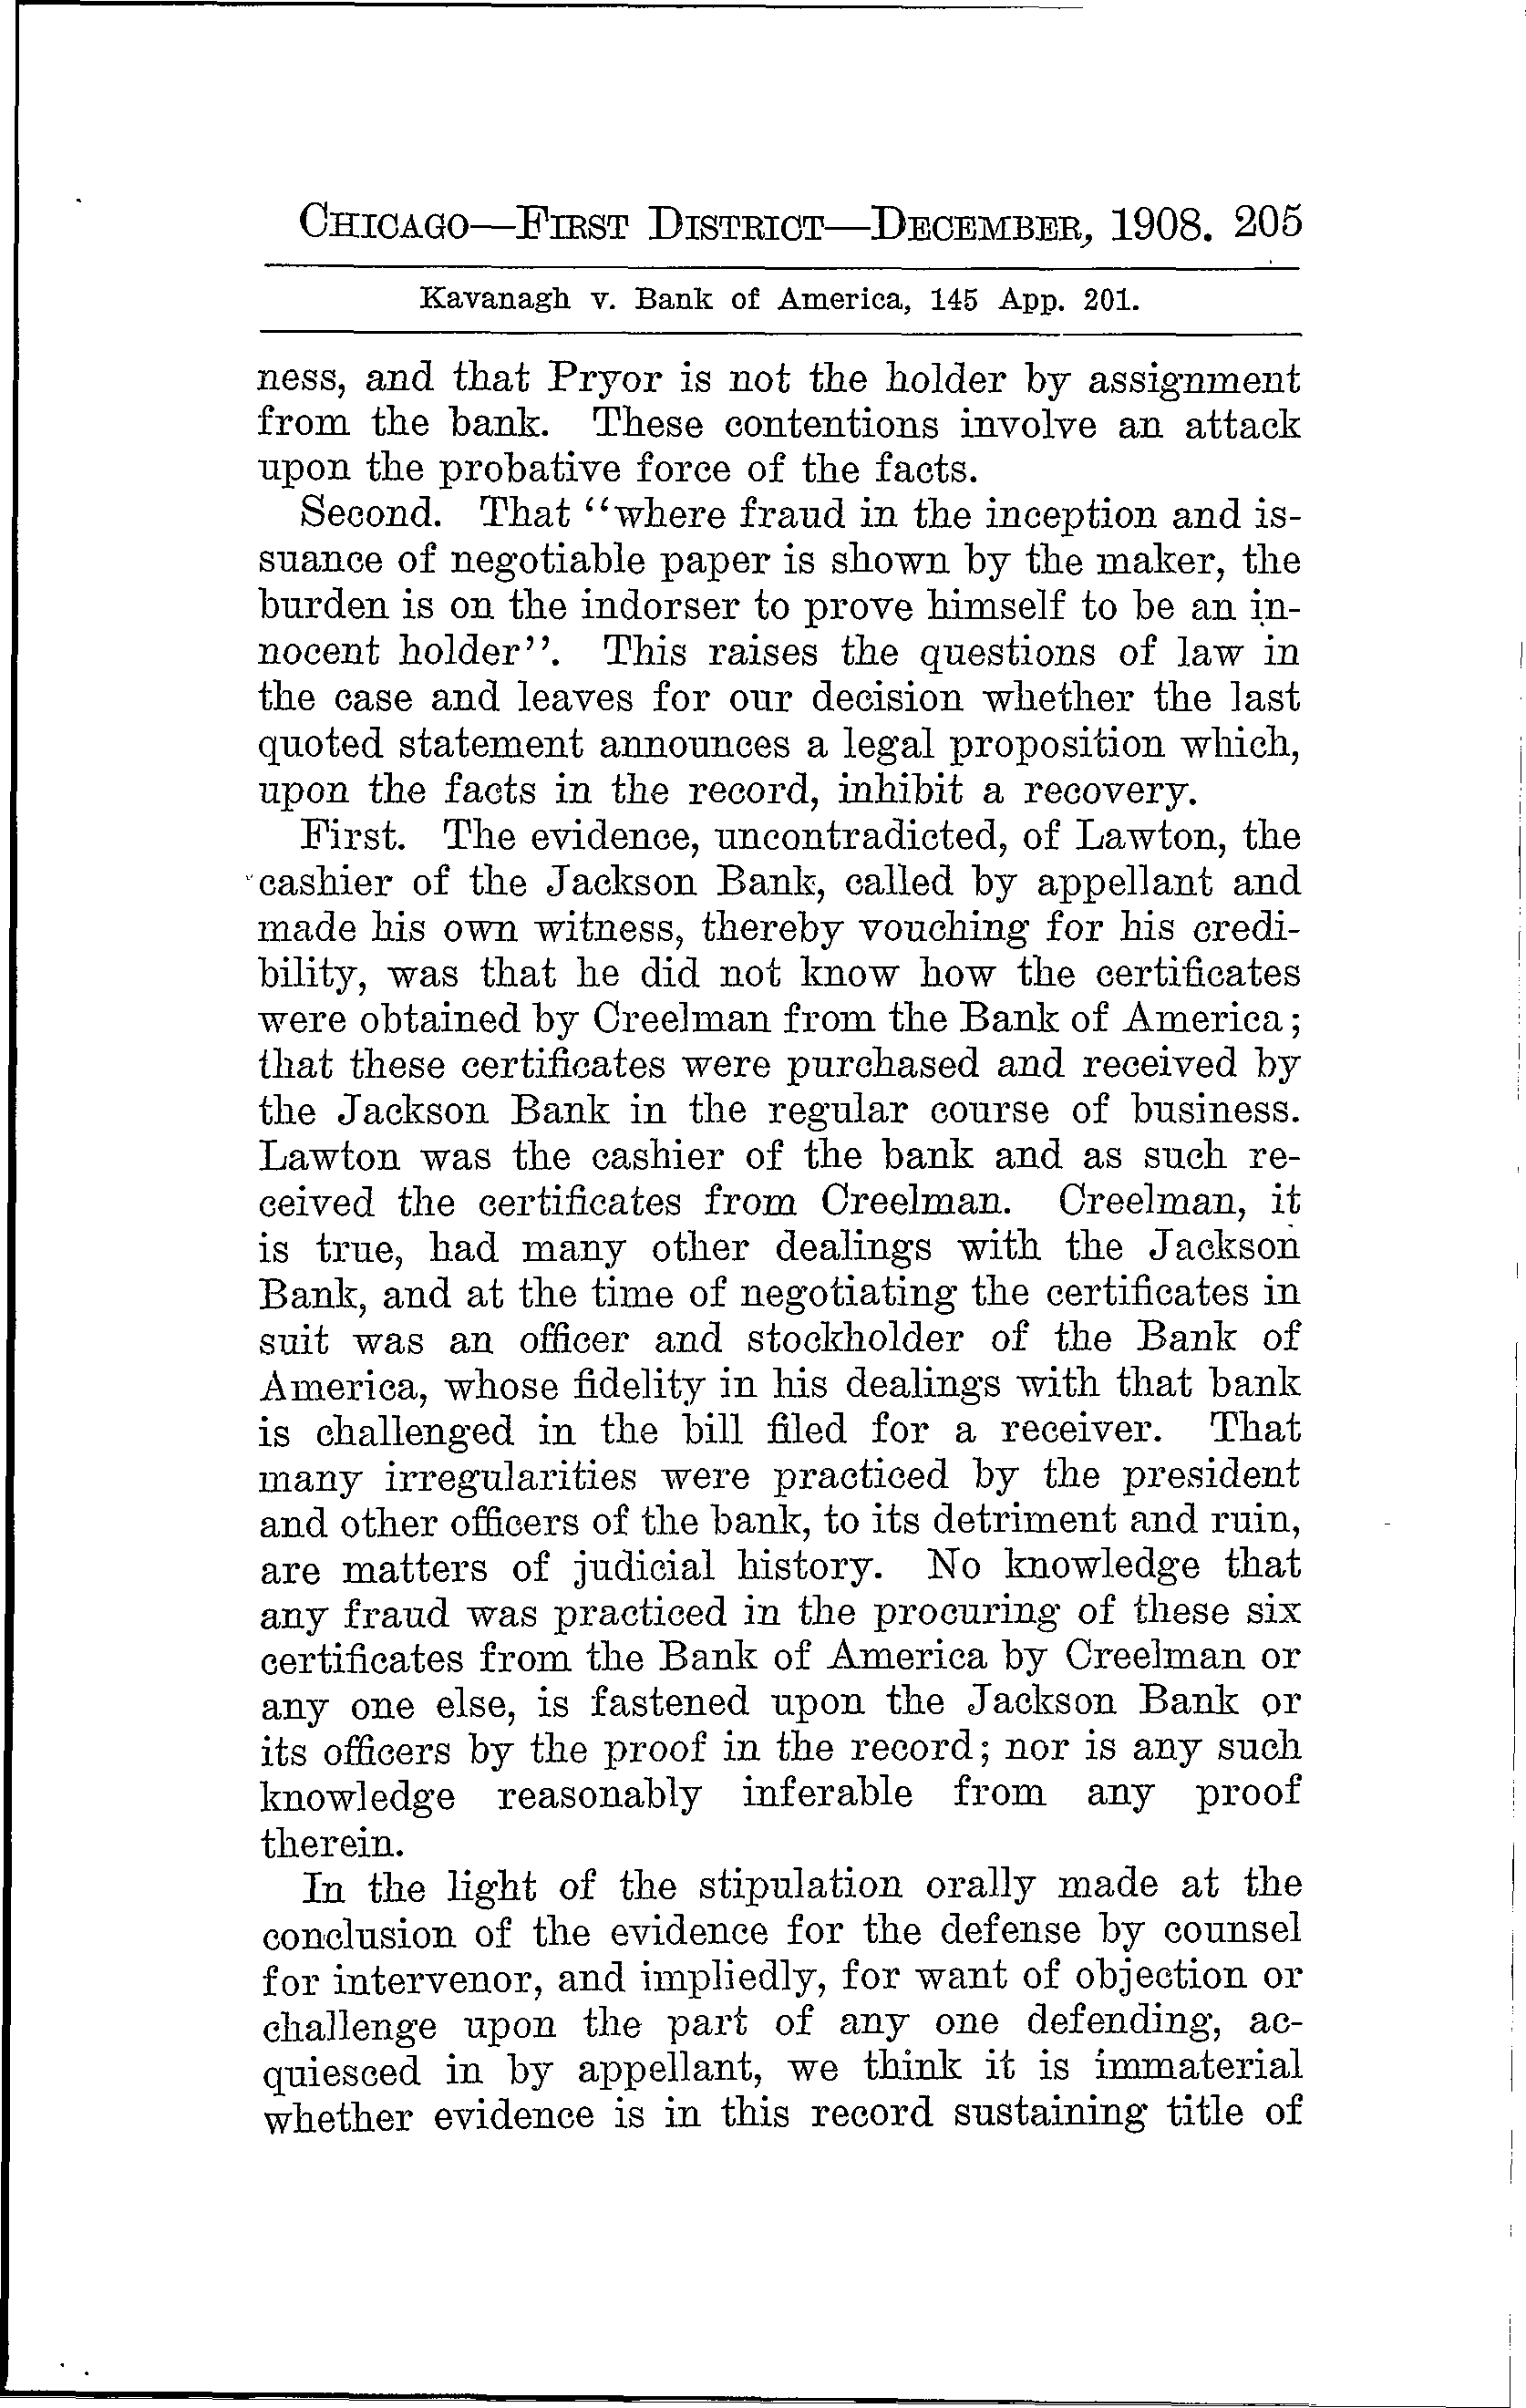 CHICAGO—FIRST DISTRICT—DECEMBER, 1908. 205
Kavanagh v. Bank of America, 145 App. 201.
ness, and that Pryor is not the holder by assignment
from the bank. These contentions involve an attack
upon the probative force of the facts.
Second. That "where fraud in the inception and is-
suance of negotiable paper is shown by the maker, the
burden is on the indorser to prove himself to be an in-
nocent holder". This raises the questions of law in
the case and leaves for our decision whether the last
quoted statement announces a legal proposition which,
upon the facts in the record, inhibit a recovery.
First. The evidence, uncontradicted, of Lawton, the
cashier of the Jackson Bank, called by appellant and
made his own witness, thereby vouching for his credi-
bility, was that he did not know how the certificates
were obtained by Creelman from the Bank of America;
that these certificates were purchased and received by
the Jackson Bank in the regular course of business.
Lawton was the cashier of the bank and as such re-
ceived the certificates from Creelman. Creelman, it
is true, had many other dealings with the Jackson
Bank, and at the time of negotiating the certificates in
suit was an officer and stockholder of the Bank of
America, whose fidelity in his dealings with that bank
is challenged in the bill filed for a receiver. That
many irregularities were practiced by the president
and other officers of the bank, to its detriment and ruin,
are matters of judicial history. No knowledge that
any fraud was practiced in the procuring of these six
certificates from the Bank of America by Creelman or
any one else, is fastened upon the Jackson Bank or
its officers by the proof in the record; nor is any such
knowledge reasonably inferable from any proof
therein.
In the light of the stipulation orally made at the
conclusion of the evidence for the defense by counsel
for intervenor, and impliedly, for want of objection or
challenge upon the part of any one defending, ac-
quiesced in by appellant, we think it is immaterial
whether evidence is in this record sustaining title of